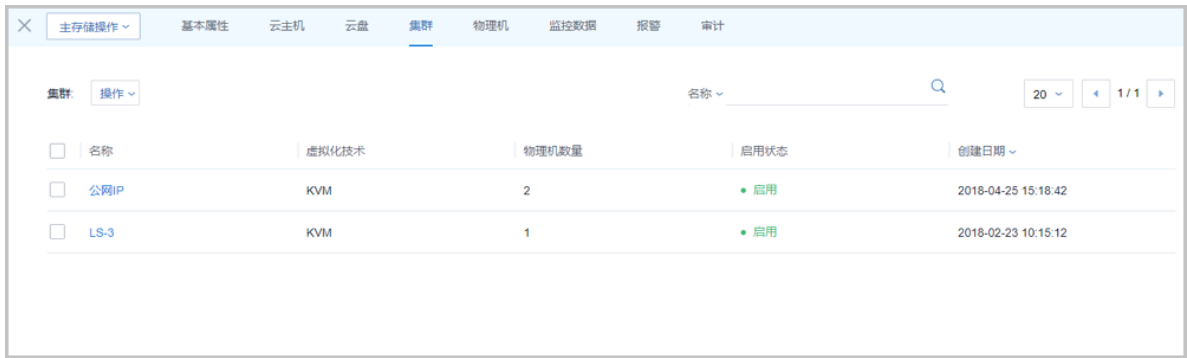 主存储操作 基本属性 云主机 云盘 集群 物理机 监控数据 报警 审计
集群: 操作 名称 20 1 / 1
名称 虚拟化技术 物理机数量 启用状态 创建日期
公网IP KVM 2 启用 2018-04-25 15:18:42
LS-3 KVM 1 启用 2018-02-23 10:15:12